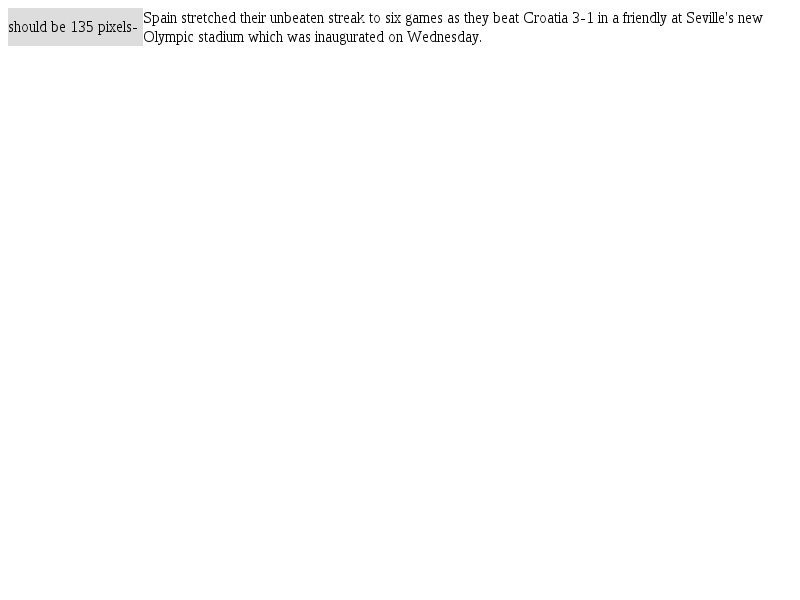 should be 135 pixels-
Spain stretched their unbeaten streak to six games as they beat Croatia 3-1 in a friendly at Seville's new
Olympic stadium which was inaugurated on Wednesday.